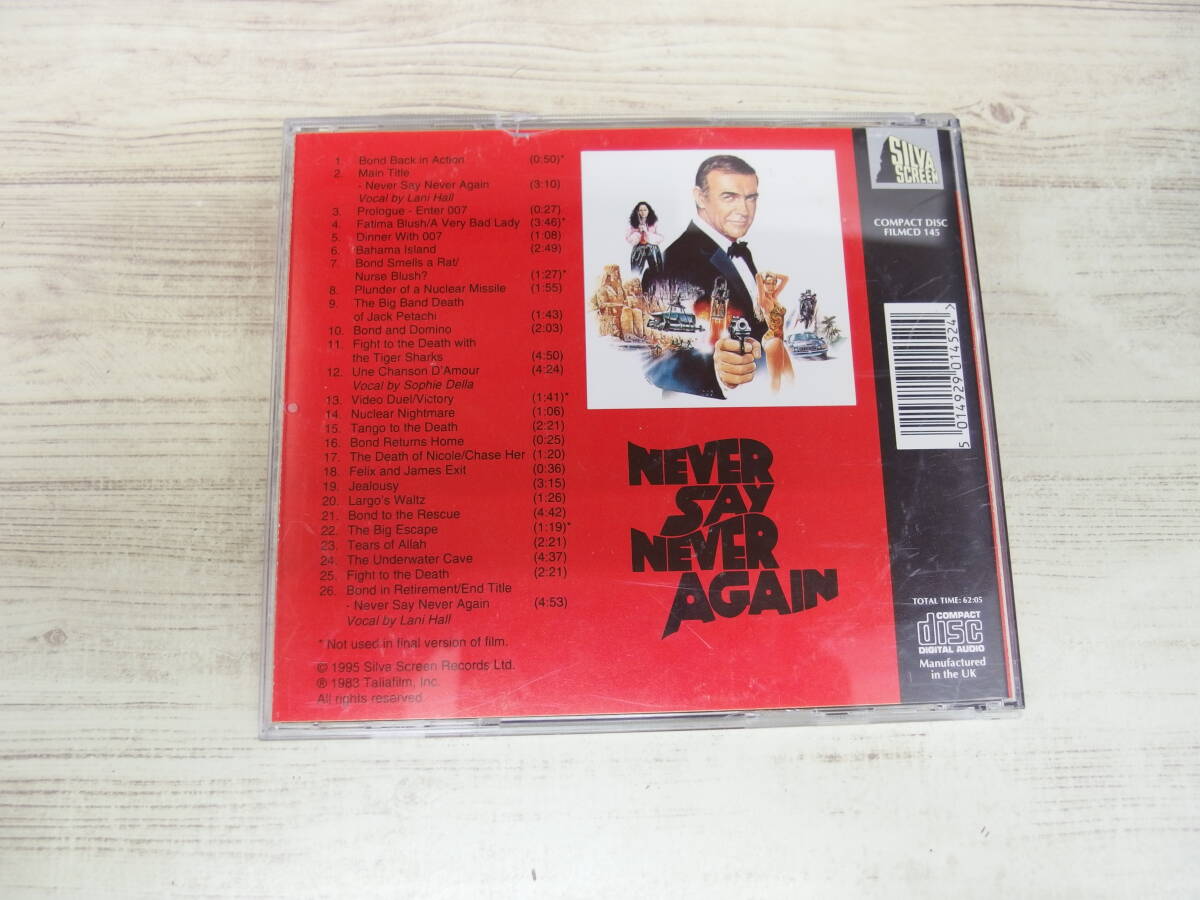 1. Bond Back in Action (0:50)*
2. Main Title
- Never Say Never Again (3:10)
Vocal by Lani Hall
3. Prologue - Enter 007 (0:27)
4. Fatima Blush/A Very Bad Lady (3:46)*
5. Dinner With 007 (1:08)
6. Bahama Island (2:49)
7. Bond Smells a Rat/
Nurse Blush? (1:27)*
8. Plunder of a Nuclear Missile (1:55)
9. The Big Band Death
of Jack Petachi (1:43)
10. Bond and Domino (2:03)
11. Fight to the Death with
the Tiger Sharks (4:50)
12. Une Chanson D'Amour (4:24)
Vocal by Sophie Della
13. Video Duel/Victory (1:41)*
14. Nuclear Nightmare (1:06)
15. Tango to the Death (2:21)
16. Bond Returns Home (0:25)
17. The Death of Nicole/Chase Her (1:20)
18. Felix and James Exit (0:36)
19. Jealousy (3:15)
20. Largo's Waltz (1:26)
21. Bond to the Rescue (4:42)
22. The Big Escape (1:19)*
23. Tears of Allah (2:21)
24. The Underwater Cave (4:37)
25. Fight to the Death (2:21)
26. Bond in Retirement/End Title
- Never Say Never Again (4:53)
Vocal by Lani Hall
* Not used in final version of film.
© 1995 Silva Screen Records Ltd.
℗ 1983 Taliafilm, Inc.
All rights reserved.
NEVER
SAY
NEVER
AGAIN
SILVA
SCREEN
COMPACT DISC
FILMCD 145
5 014929 014524
TOTAL TIME: 62:05
COMPACT
disc
DIGITAL AUDIO
Manufactured
in the UK